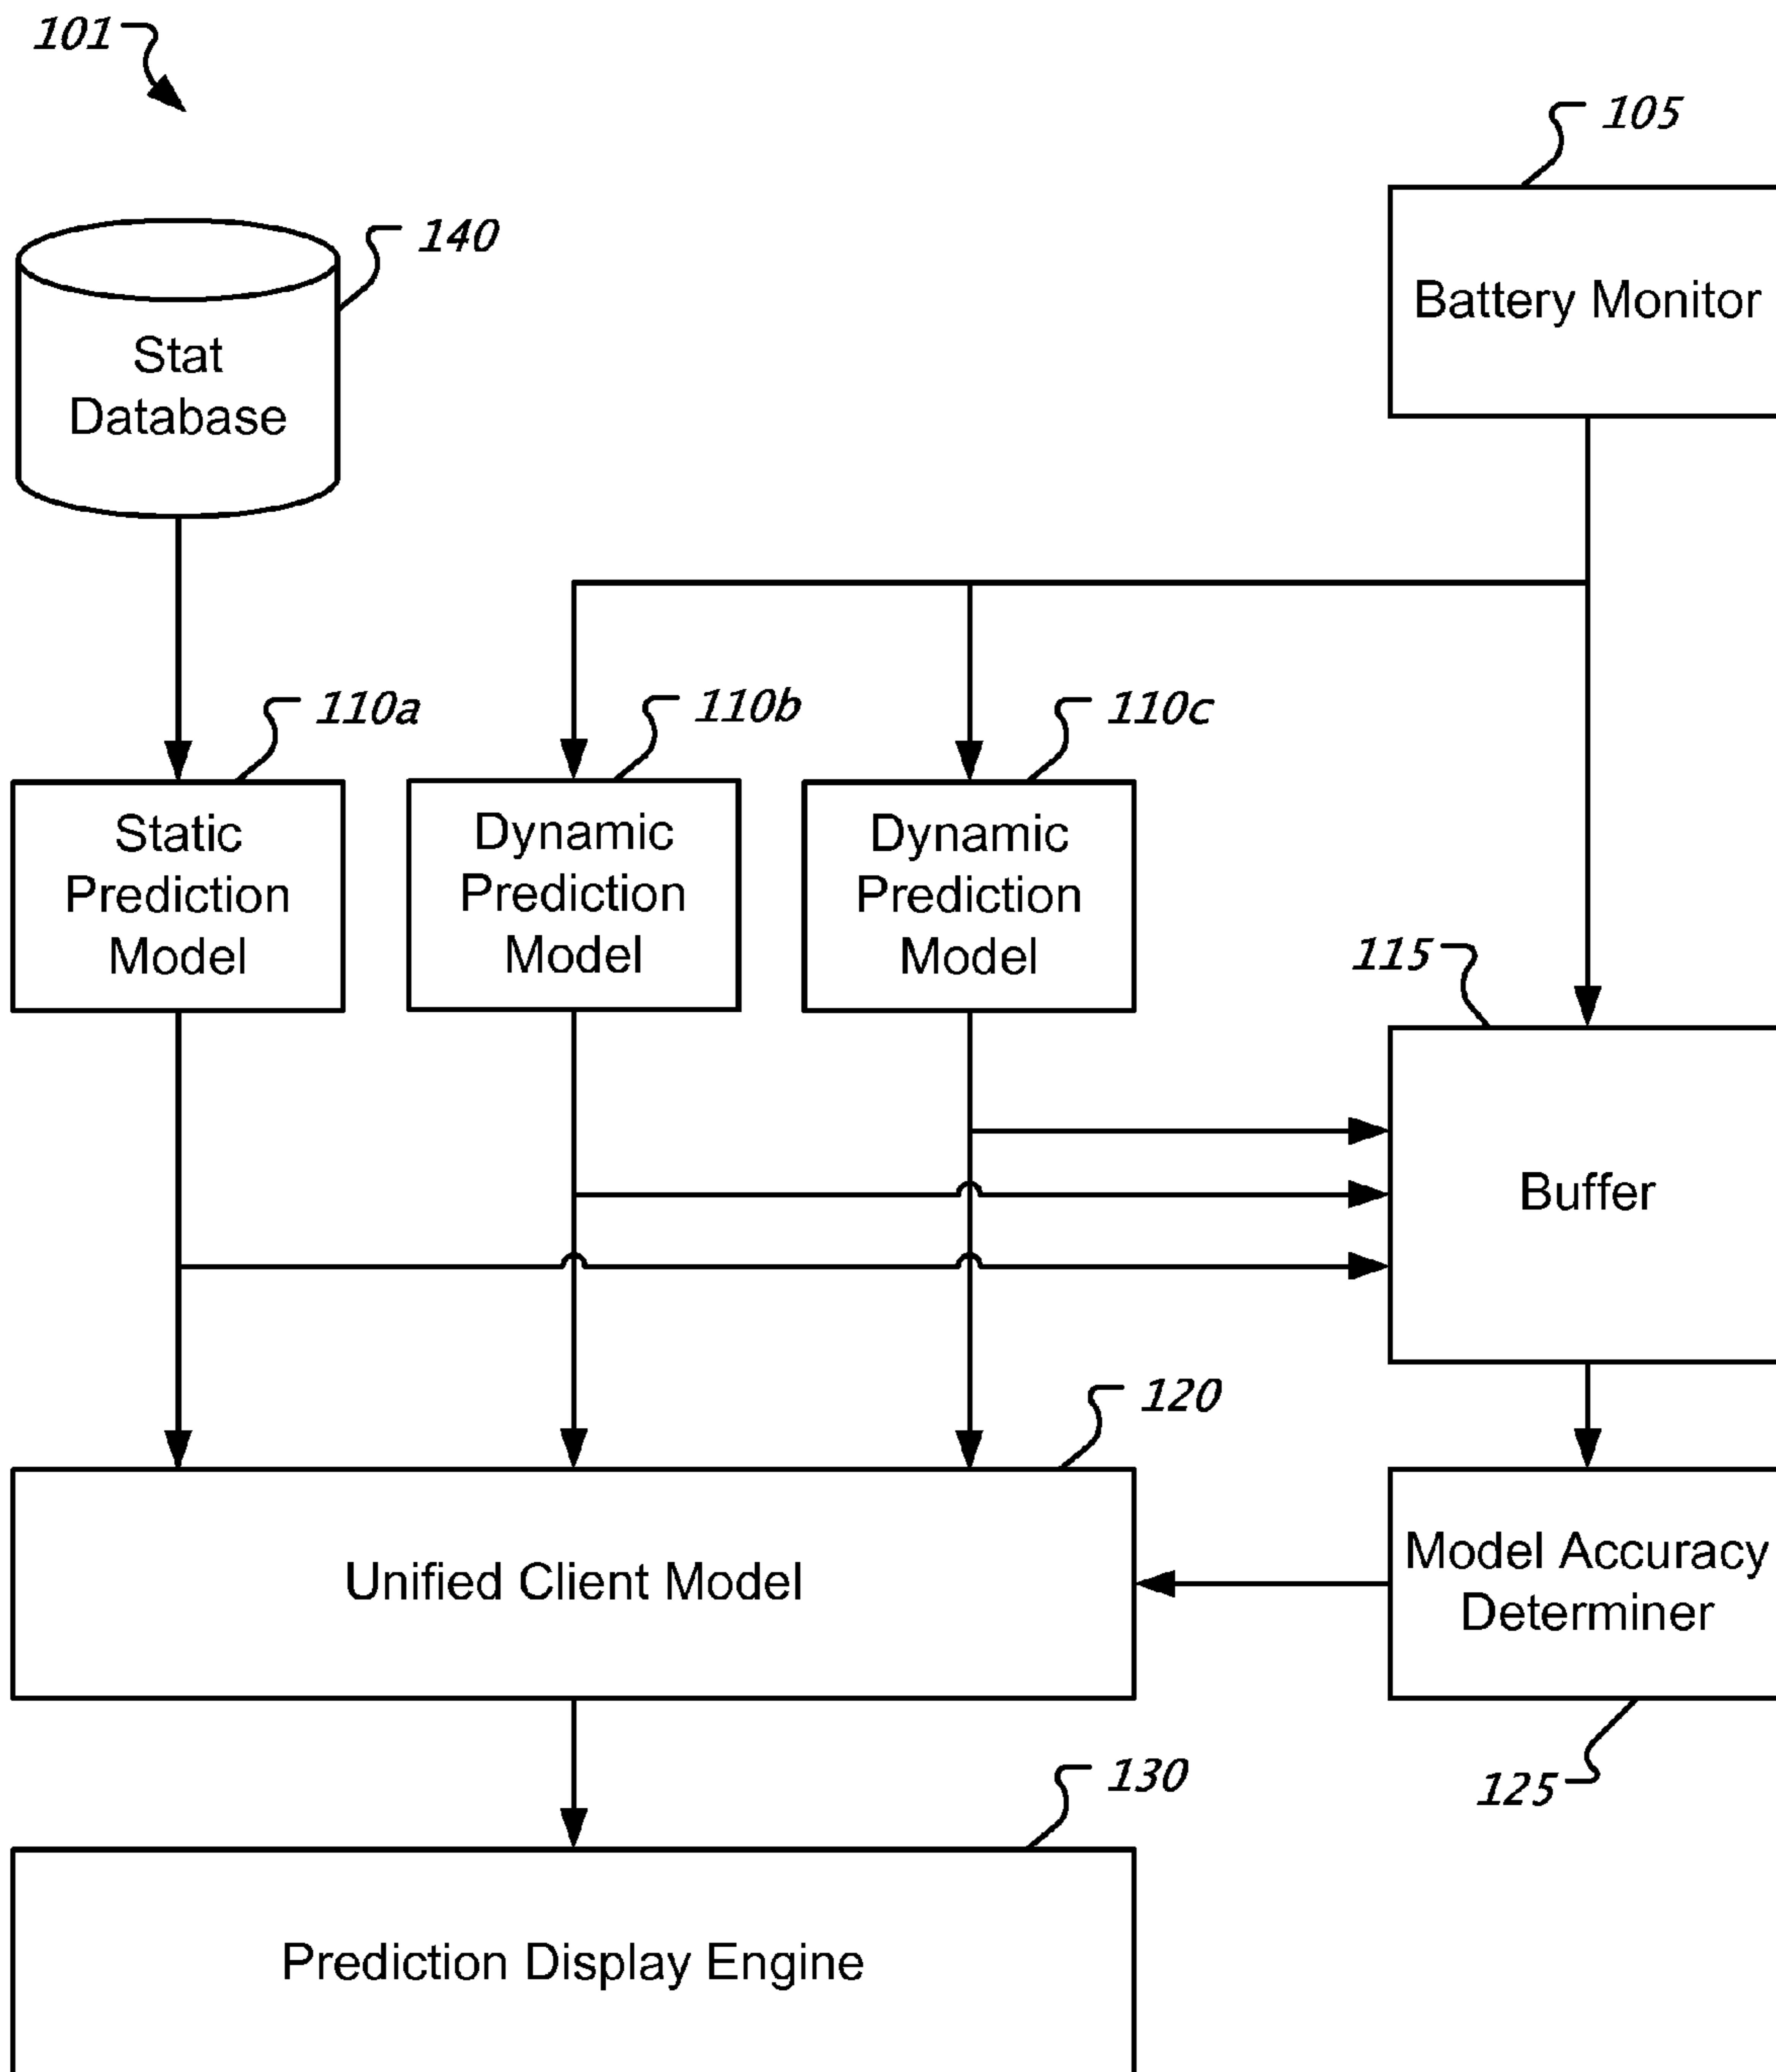 101
105
140
Battery Monitor
Stat
Database
110a
110b
110c
Static
Prediction
Model
Dynamic
Prediction
Model
Dynamic
Prediction
Model
115
Buffer
120
Unified Client Model
Model Accuracy
Determiner
130
125
Prediction Display Engine